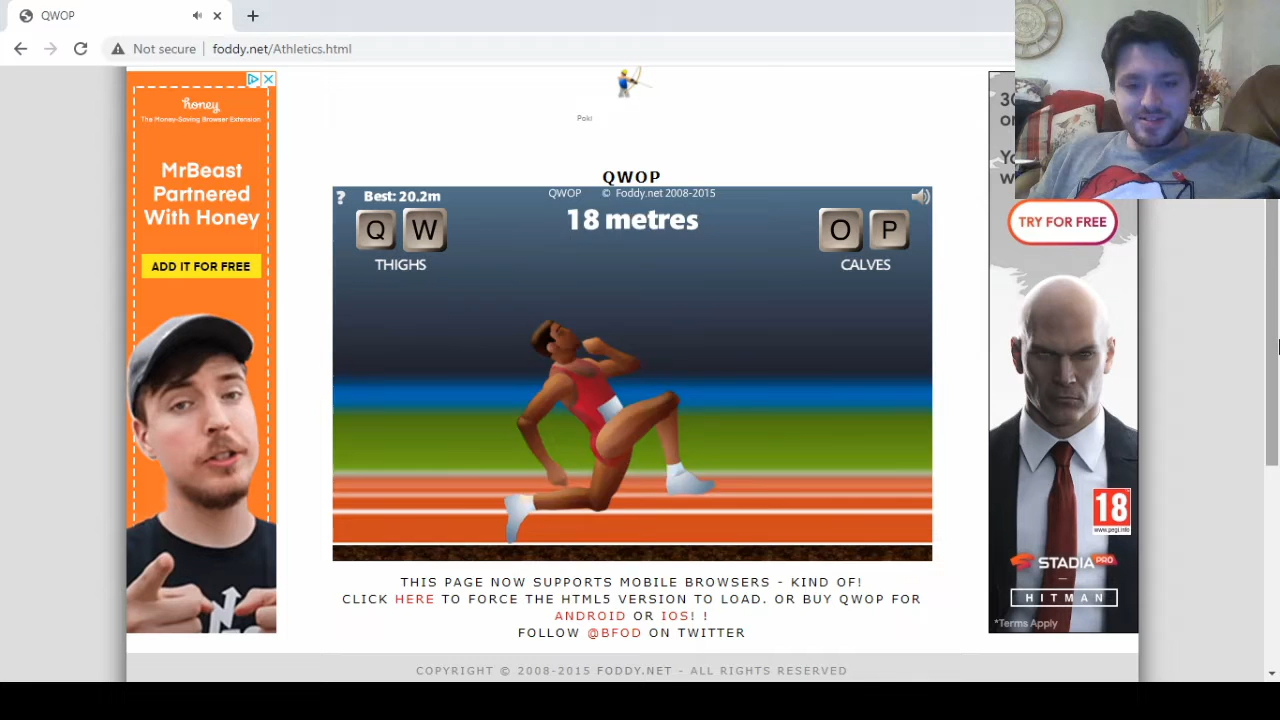 QWOP
Not secure
foddy.net/Athletics.html
honey
The Money-Saving Browser Extension
MrBeast
Partnered
With Honey
ADD IT FOR FREE
Poki
QWOP
?
Best: 20.2m
QWOP © Foddy.net 2008-2015
18 metres
Q W
THIGHS
O P
CALVES
TRY FOR FREE
18
www.pegi.info
STADIA PRO
HITMAN
*Terms Apply
THIS PAGE NOW SUPPORTS MOBILE BROWSERS - KIND OF!
CLICK HERE TO FORCE THE HTML5 VERSION TO LOAD. OR BUY QWOP FOR
ANDROID OR IOS! !
FOLLOW @BFOD ON TWITTER
COPYRIGHT © 2008-2015 FODDY.NET - ALL RIGHTS RESERVED